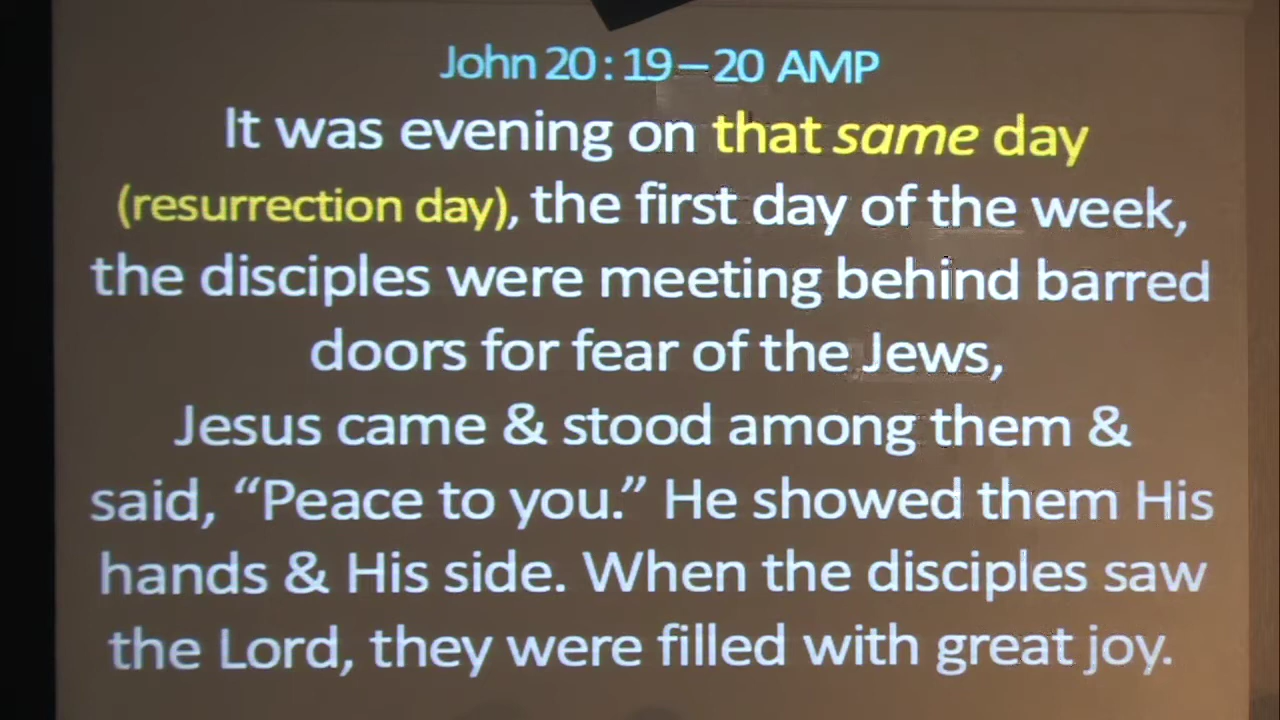 John 20 : 19 – 20 AMP
It was evening on that same day
(resurrection day), the first day of the week,
the disciples were meeting behind barred
doors for fear of the Jews,
Jesus came & stood among them &
said, “Peace to you.” He showed them His
hands & His side. When the disciples saw
the Lord, they were filled with great joy.